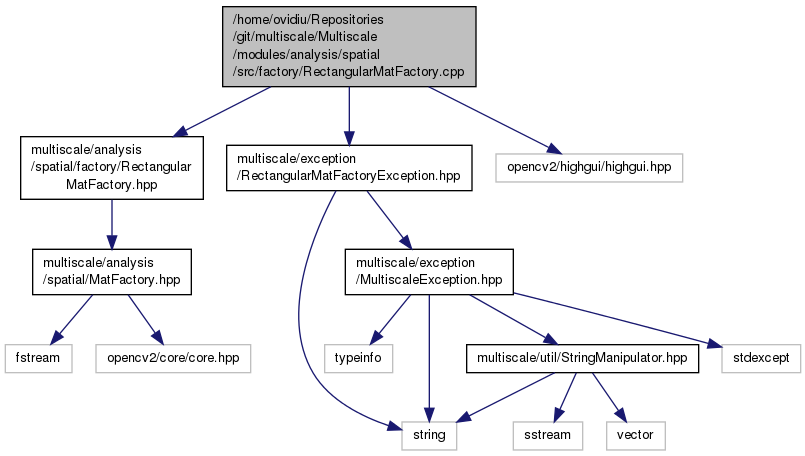 /home/ovidiu/Repositories
/git/multiscale/Multiscale
/modules/analysis/spatial
/src/factory/RectangularMatFactory.cpp
multiscale/analysis
/spatial/factory/Rectangular
MatFactory.hpp
multiscale/exception
/RectangularMatFactoryException.hpp
opencv2/highgui/highgui.hpp
multiscale/analysis
/spatial/MatFactory.hpp
multiscale/exception
/MultiscaleException.hpp
fstream
opencv2/core/core.hpp
typeinfo
multiscale/util/StringManipulator.hpp
stdexcept
string
sstream
vector